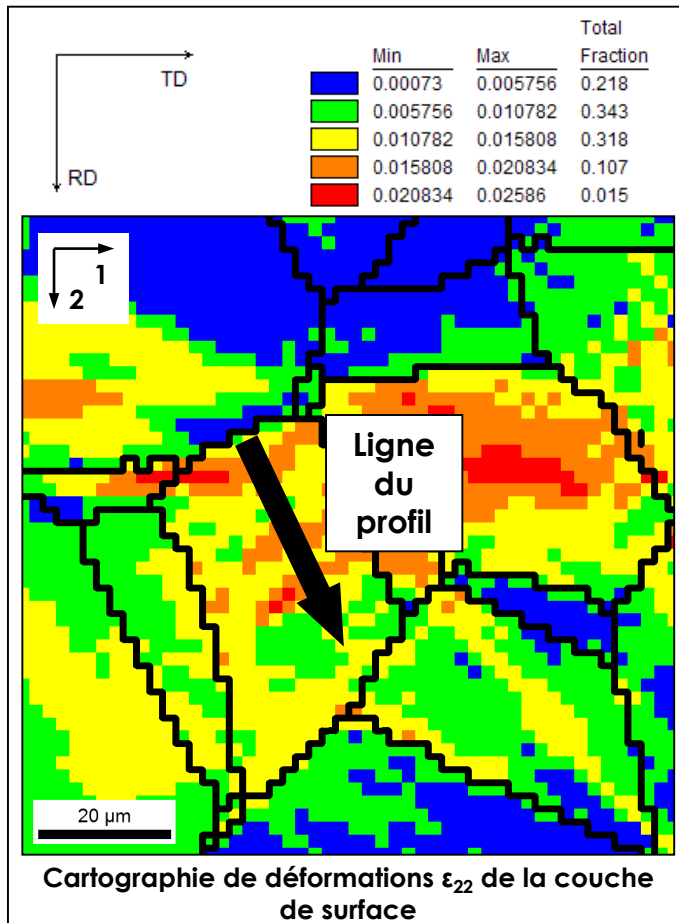 TD
RD
Total
Min Max Fraction
0.00073 0.005756 0.218
0.005756 0.010782 0.343
0.010782 0.015808 0.318
0.015808 0.020834 0.107
0.020834 0.02586 0.015
1
2
Ligne
du
profil
20 µm
Cartographie de déformations ε₂₂ de la couche
de surface